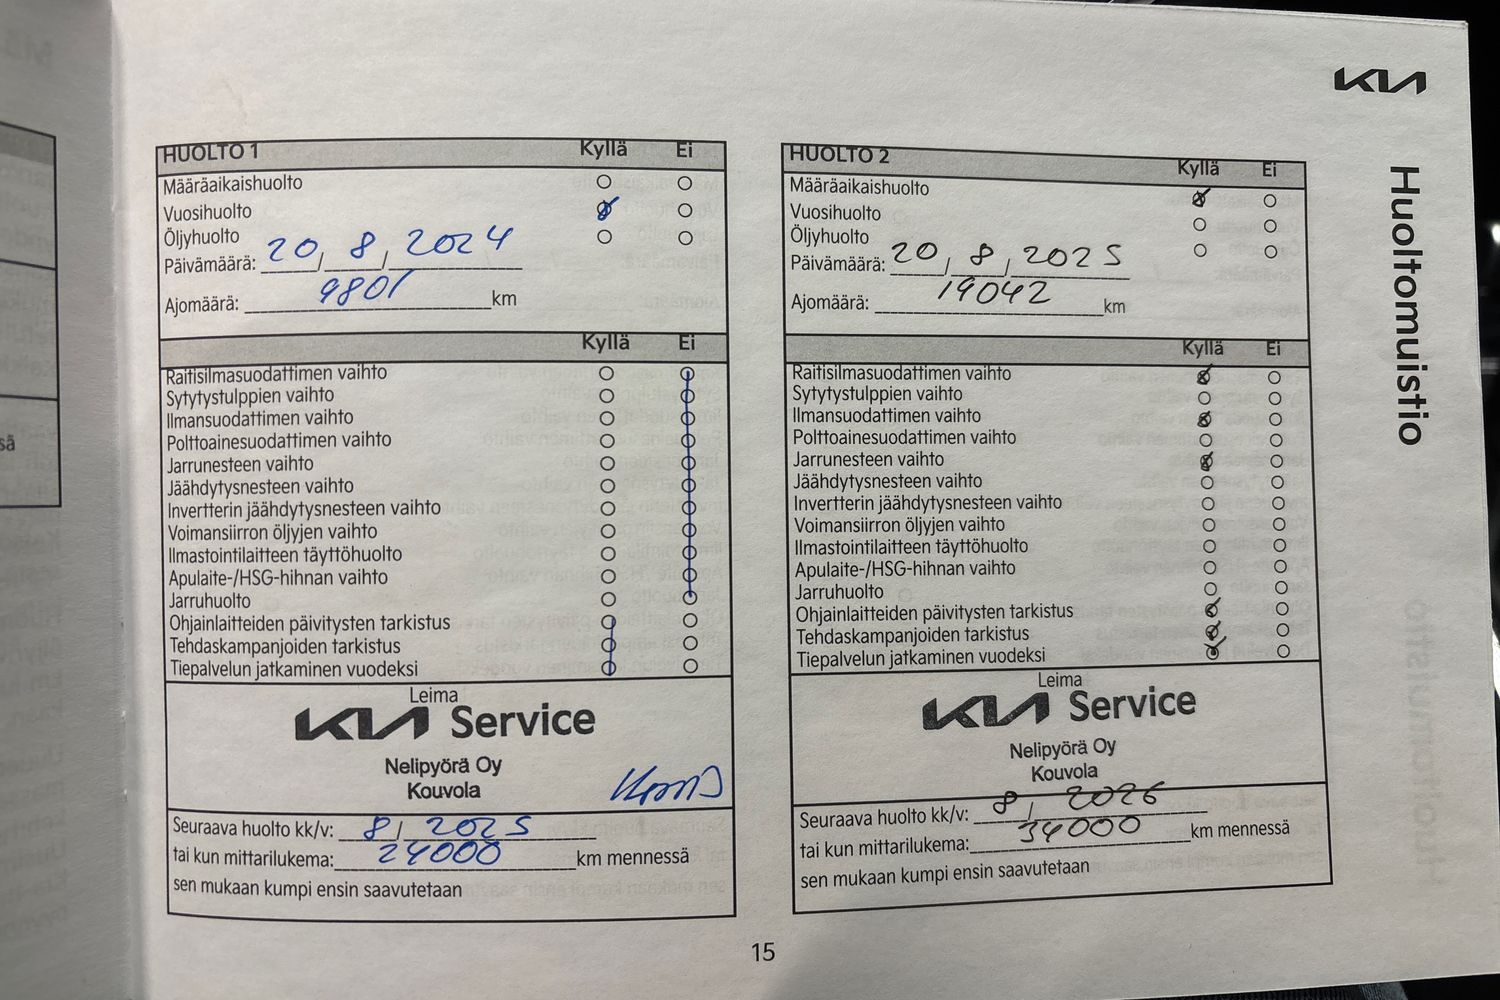 KIA
Huoltomuistio
HUOLTO 1 Kyllä Ei
Määräaikaishuolto
Vuosihuolto
Öljyhuolto
Päivämäärä: 20 / 8 / 2024
Ajomäärä: 9801 km
Kyllä Ei
Raitisilmasuodattimen vaihto
Sytytystulppien vaihto
Ilmansuodattimen vaihto
Polttoainesuodattimen vaihto
Jarrunesteen vaihto
Jäähdytysnesteen vaihto
Invertterin jäähdytysnesteen vaihto
Voimansiirron öljyjen vaihto
Ilmastointilaitteen täyttöhuolto
Apulaite-/HSG-hihnan vaihto
Jarruhuolto
Ohjainlaitteiden päivitysten tarkistus
Tehdaskampanjoiden tarkistus
Tiepalvelun jatkaminen vuodeksi
Leima
KIA Service
Nelipyörä Oy
Kouvola
Seuraava huolto kk/v: 8 / 2025
tai kun mittarilukema: 24000 km mennessä
sen mukaan kumpi ensin saavutetaan
HUOLTO 2 Kyllä Ei
Määräaikaishuolto
Vuosihuolto
Öljyhuolto
Päivämäärä: 20 / 8 / 2025
Ajomäärä: 19042 km
Kyllä Ei
Raitisilmasuodattimen vaihto
Sytytystulppien vaihto
Ilmansuodattimen vaihto
Polttoainesuodattimen vaihto
Jarrunesteen vaihto
Jäähdytysnesteen vaihto
Invertterin jäähdytysnesteen vaihto
Voimansiirron öljyjen vaihto
Ilmastointilaitteen täyttöhuolto
Apulaite-/HSG-hihnan vaihto
Jarruhuolto
Ohjainlaitteiden päivitysten tarkistus
Tehdaskampanjoiden tarkistus
Tiepalvelun jatkaminen vuodeksi
Leima
KIA Service
Nelipyörä Oy
Kouvola
Seuraava huolto kk/v: 8 / 2026
tai kun mittarilukema: 34000 km mennessä
sen mukaan kumpi ensin saavutetaan
15